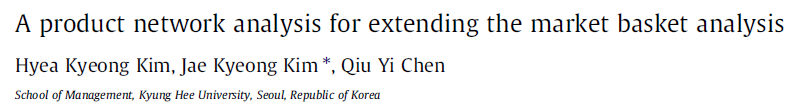 A product network analysis for extending the market basket analysis
Hyea Kyeong Kim, Jae Kyeong Kim *, Qiu Yi Chen
School of Management, Kyung Hee University, Seoul, Republic of Korea